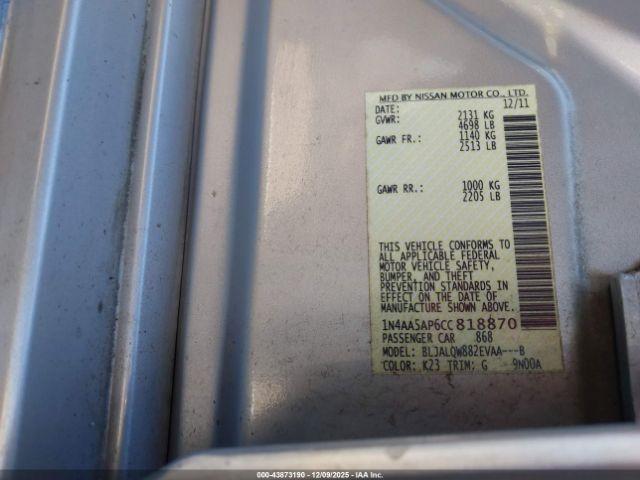 MFD BY NISSAN MOTOR CO., LTD.
DATE: 12/11
GVWR: 2131 KG
4698 LB
GAWR FR.: 1140 KG
2513 LB
GAWR RR.: 1000 KG
2205 LB
THIS VEHICLE CONFORMS TO
ALL APPLICABLE FEDERAL
MOTOR VEHICLE SAFETY,
BUMPER, AND THEFT
PREVENTION STANDARDS IN
EFFECT ON THE DATE OF
MANUFACTURE SHOWN ABOVE.
1N4AA5AP6CC818870
PASSENGER CAR 868
MODEL: BLJALQW882EVAA----B
COLOR: K23 TRIM: G 9N00A
000-43873190 - 12/09/2025 - IAA Inc.